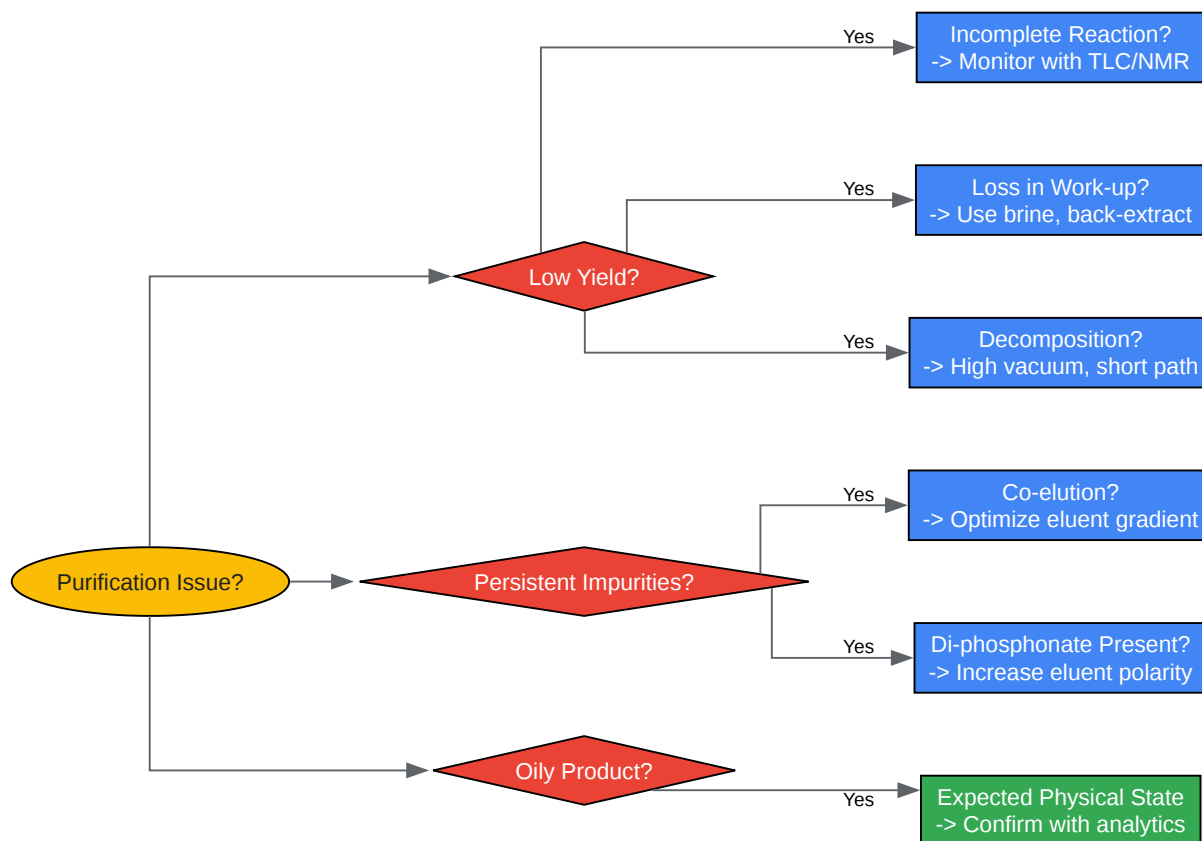 Yes
Incomplete Reaction?
-> Monitor with TLC/NMR
Yes
Loss in Work-up?
-> Use brine, back-extract
Low Yield?
Yes
Decomposition?
-> High vacuum, short path
Yes
Co-elution?
-> Optimize eluent gradient
Purification Issue?
Persistent Impurities?
Yes
Di-phosphonate Present?
-> Increase eluent polarity
Oily Product?
Yes
Expected Physical State
-> Confirm with analytics